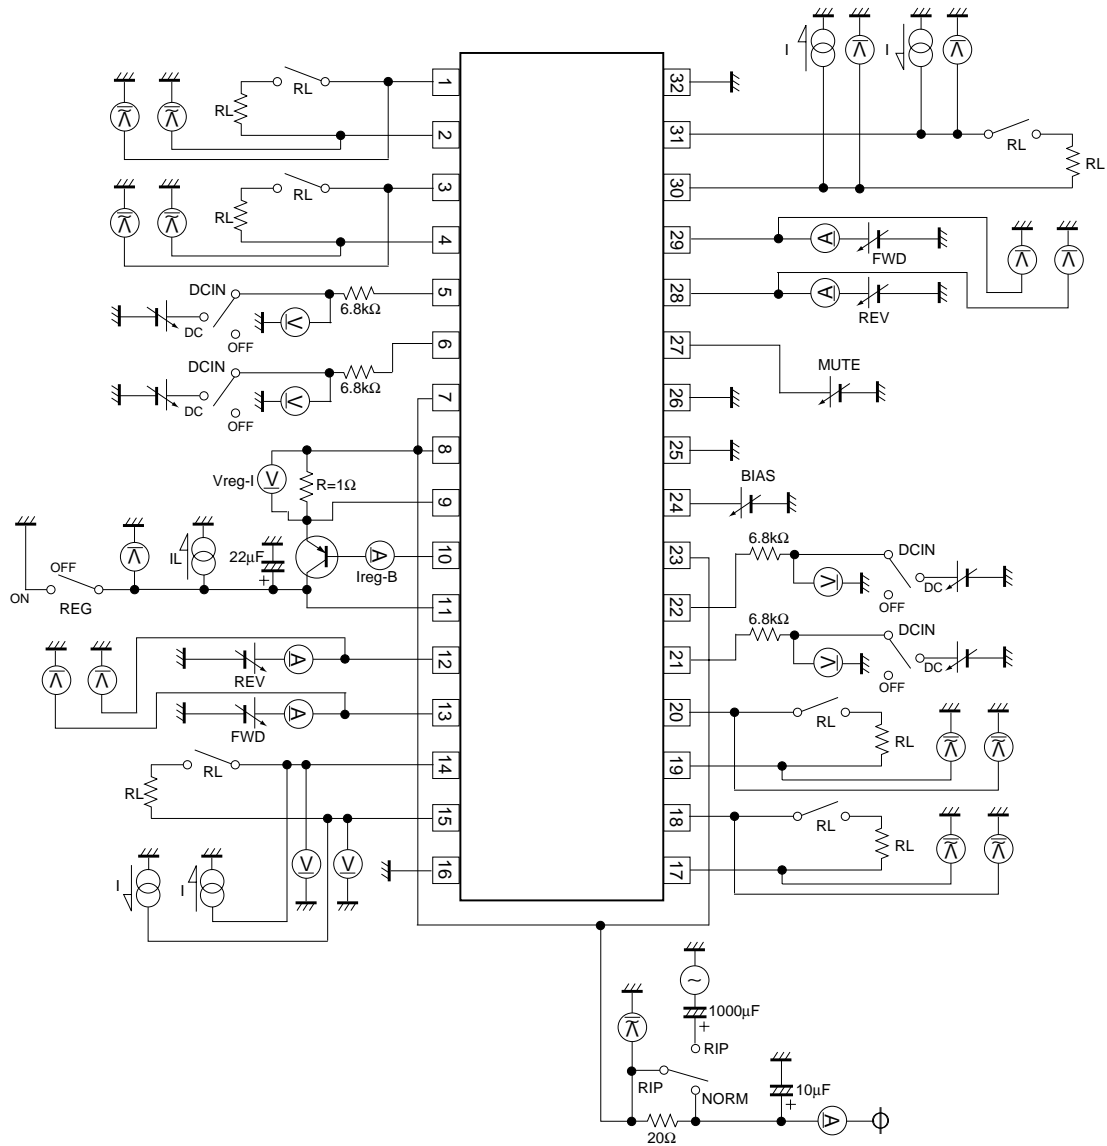 I
I
1
32
RL
RL
2
31
RL
RL
3
30
RL
RL
4
29
FWD
DCIN
5
28
6.8kΩ
V
DC
OFF
REV
6
27
DCIN
6.8kΩ
V
DC
OFF
MUTE
7
26
8
25
Vreg-I
V
R=1Ω
BIAS
9
24
6.8kΩ
OFF
IL
22µF
+
10
23
A
Ireg-B
DCIN
V
DC
OFF
ON
REG
11
22
6.8kΩ
DCIN
V
DC
OFF
12
21
A
REV
13
20
A
FWD
RL
RL
14
19
RL
RL
15
18
RL
RL
V
V
16
17
I
I
~
1000µF
+
RIP
RIP
NORM
10µF
+
20Ω
A